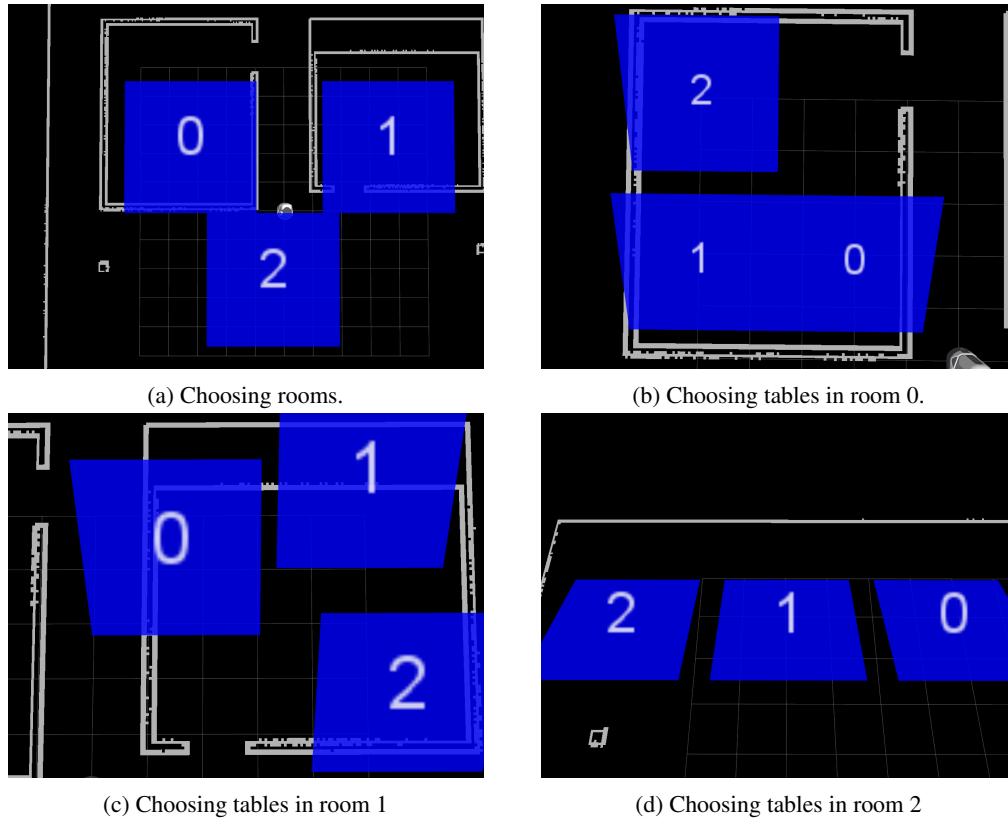 0
1
2
(a) Choosing rooms.
2
1 0
(b) Choosing tables in room 0.
1
0
2
(c) Choosing tables in room 1
2 1 0
(d) Choosing tables in room 2